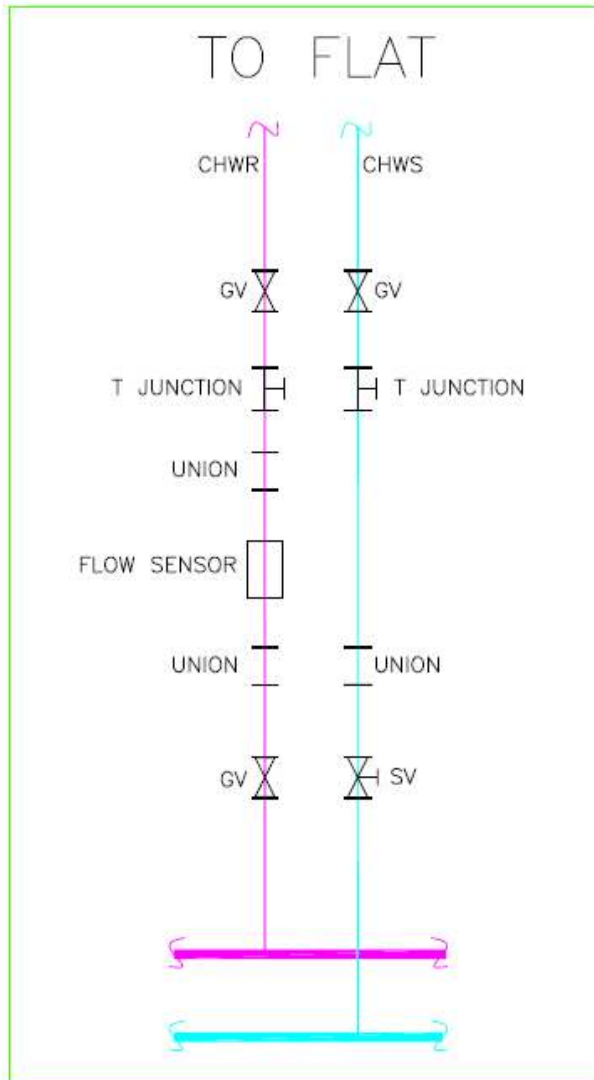 TO FLAT
CHWR
CHWS
GV
GV
T JUNCTION
T JUNCTION
UNION
FLOW SENSOR
UNION
UNION
GV
SV